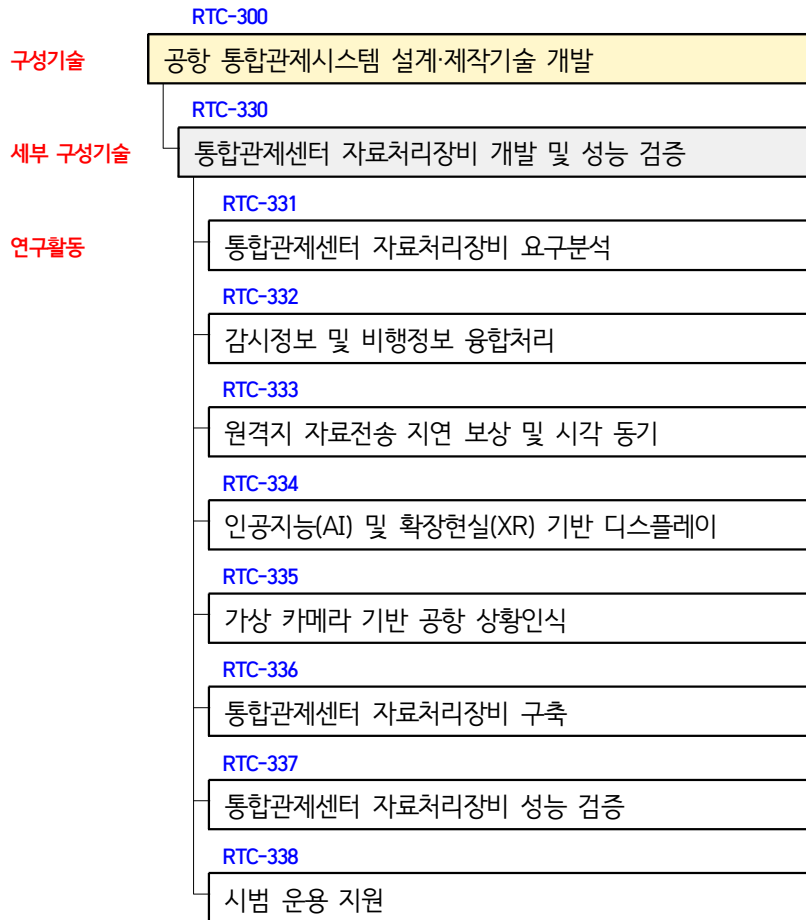 RTC-300
구성기술
공항 통합관제시스템 설계·제작기술 개발
RTC-330
세부 구성기술
통합관제센터 자료처리장비 개발 및 성능 검증
RTC-331
연구활동
통합관제센터 자료처리장비 요구분석
RTC-332
감시정보 및 비행정보 융합처리
RTC-333
원격지 자료전송 지연 보상 및 시각 동기
RTC-334
인공지능(AI) 및 확장현실(XR) 기반 디스플레이
RTC-335
가상 카메라 기반 공항 상황인식
RTC-336
통합관제센터 자료처리장비 구축
RTC-337
통합관제센터 자료처리장비 성능 검증
RTC-338
시범 운용 지원